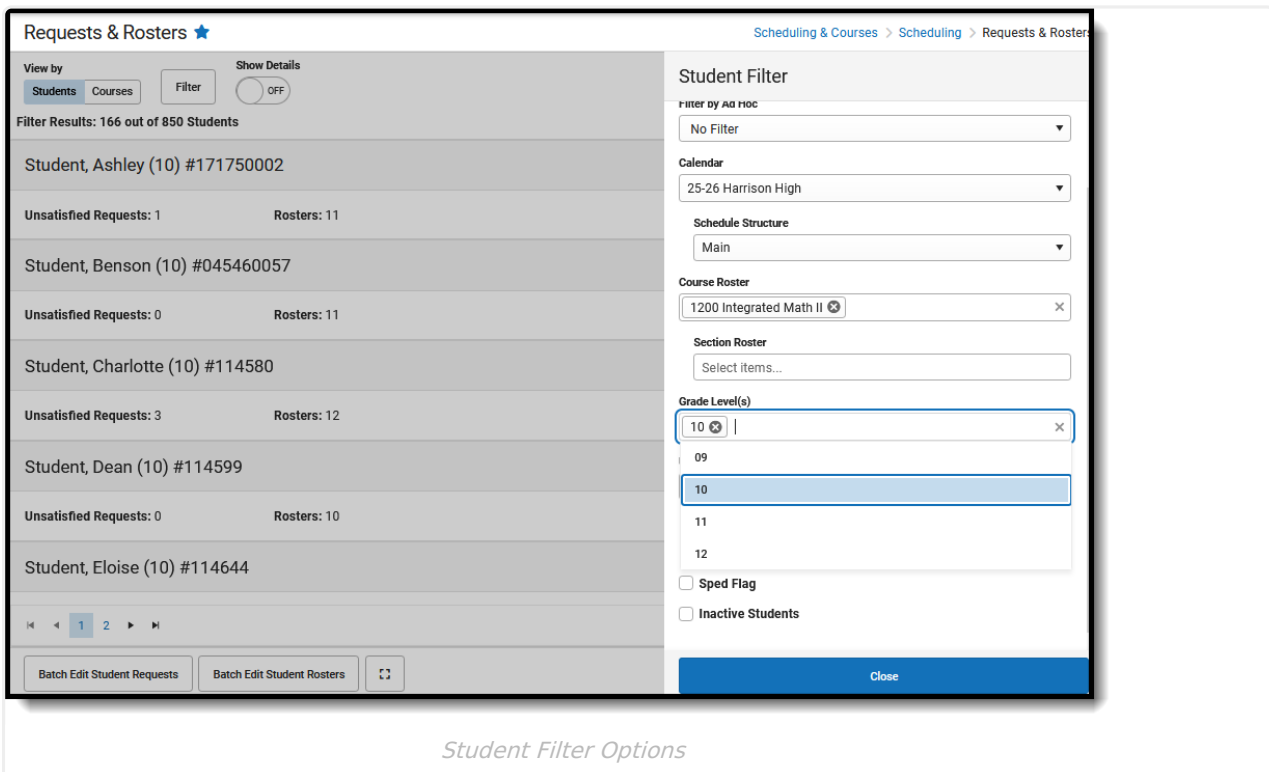 Requests & Rosters
Scheduling & Courses > Scheduling > Requests & Rosters
View by
Students
Courses
Filter
Show Details
OFF
Filter Results: 166 out of 850 Students
Student, Ashley (10) #171750002
Unsatisfied Requests: 1
Rosters: 11
Student, Benson (10) #045460057
Unsatisfied Requests: 0
Rosters: 11
Student, Charlotte (10) #114580
Unsatisfied Requests: 3
Rosters: 12
Student, Dean (10) #114599
Unsatisfied Requests: 0
Rosters: 10
Student, Eloise (10) #114644
1 2
Batch Edit Student Requests
Batch Edit Student Rosters
Student Filter
Filter by Ad Hoc
No Filter
Calendar
25-26 Harrison High
Schedule Structure
Main
Course Roster
1200 Integrated Math II
Section Roster
Select items...
Grade Level(s)
10
09
10
11
12
Sped Flag
Inactive Students
Close
Student Filter Options